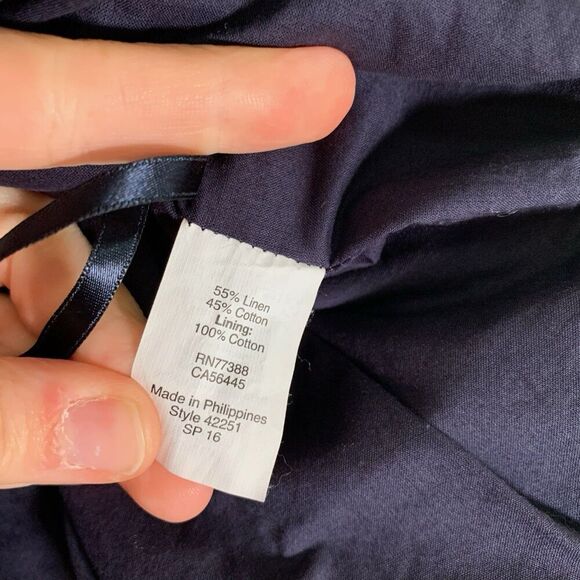 55% Linen
45% Cotton
Lining:
100% Cotton
RN77388
CA56445
Made in Philippines
Style 42251
SP 16